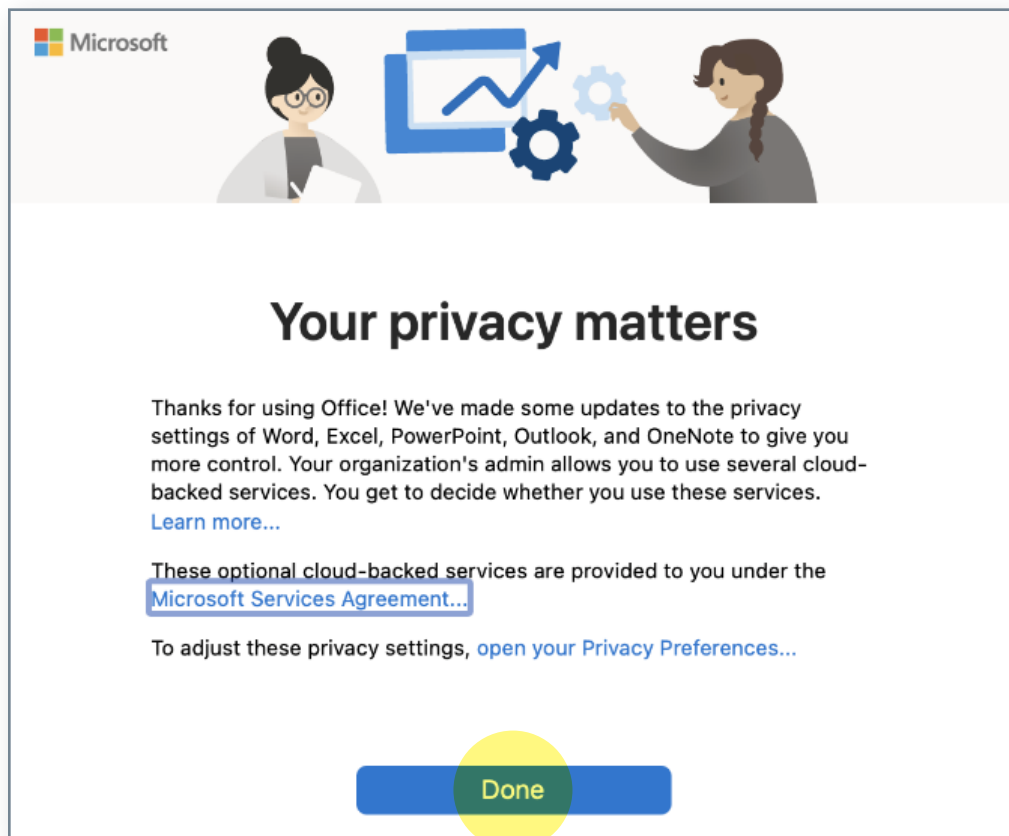 Microsoft
Your privacy matters
Thanks for using Office! We've made some updates to the privacy
settings of Word, Excel, PowerPoint, Outlook, and OneNote to give you
more control. Your organization's admin allows you to use several cloud-
backed services. You get to decide whether you use these services.
Learn more...
These optional cloud-backed services are provided to you under the
Microsoft Services Agreement...
To adjust these privacy settings, open your Privacy Preferences...
Done